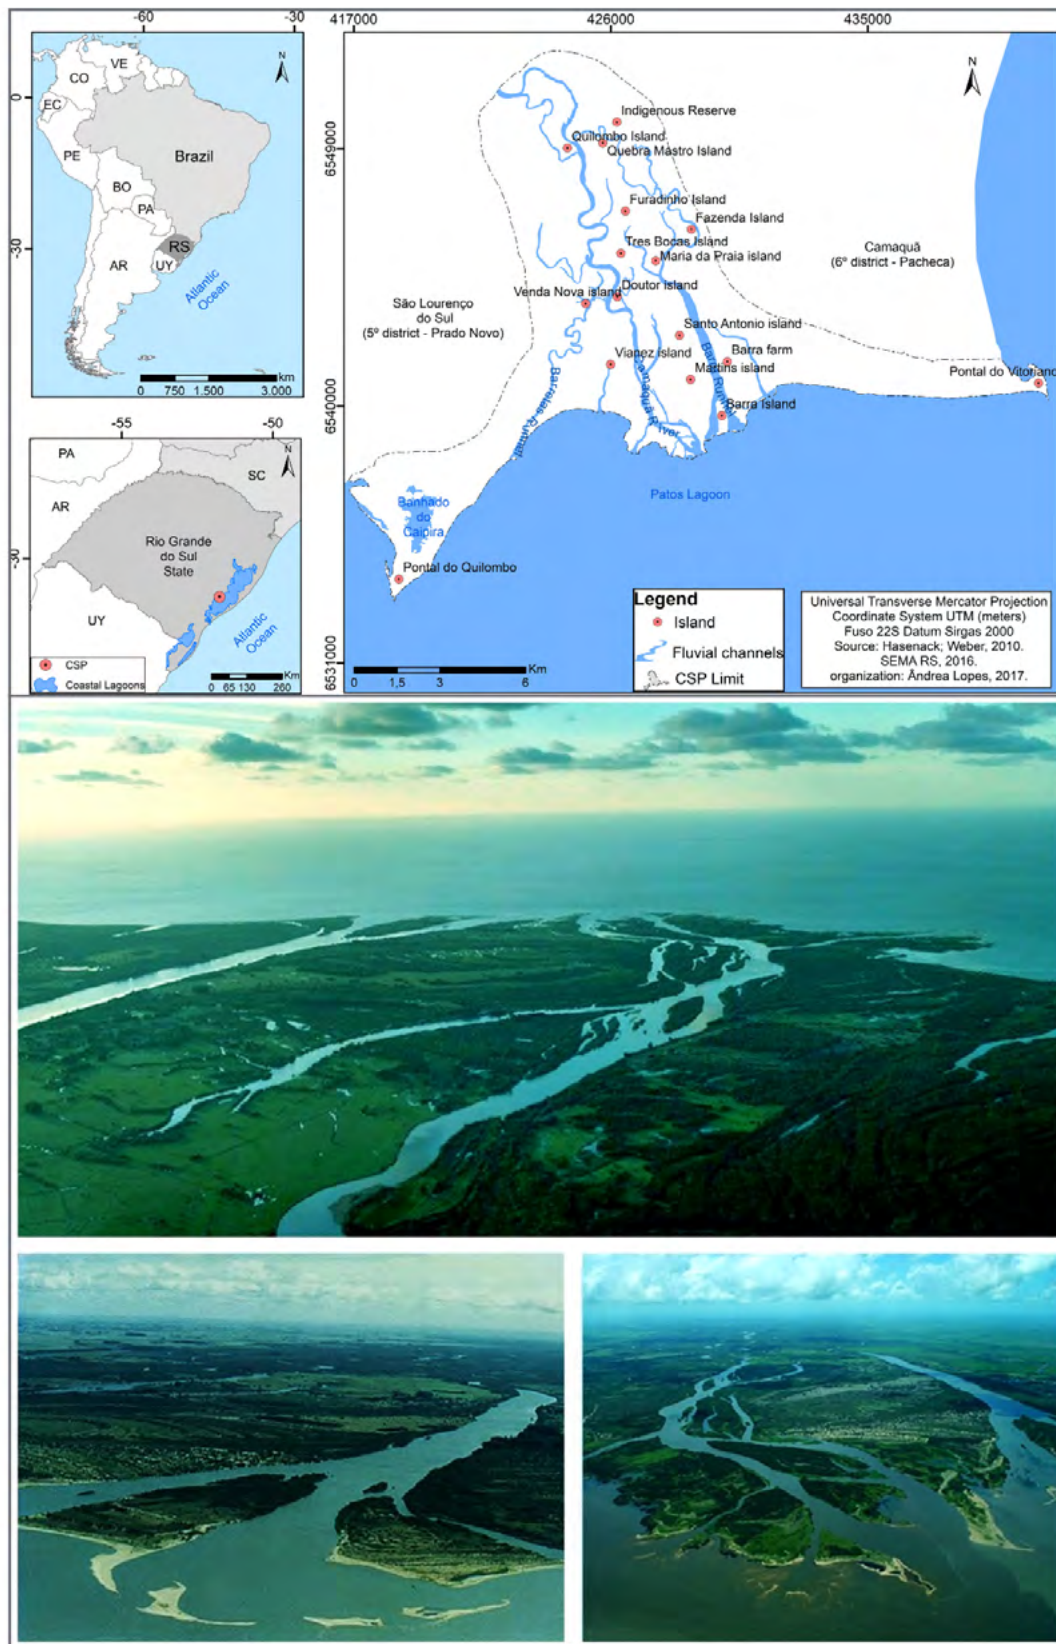 -60
-30
417000
426000
435000
N
VE
CO
EC
0
PE
Brazil
BO
PA
-30
RS
AR
UY
Atlantic
Ocean
km
0 750 1.500 3.000
-55
-50
N
PA
SC
AR
-30
Rio Grande
do Sul
State
UY
Atlantic
Ocean
CSP
Coastal Lagoons
km
0 65 130 260
N
6549000
6540000
6531000
Indigenous Reserve
Quilombo Island
Quebra Mastro Island
Furadinho Island
Fazenda Island
Tres Bocas Island
Maria da Praia island
Camaquã
(6º district - Pacheca)
Venda Nova island
Doutor island
São Lourenço
do Sul
(5º district - Prado Novo)
Santo Antonio island
Vianez island
Barra farm
Martins island
Pontal do Vitoriano
Barra Island
Barrelas Runoff
Camaquã River
Barra Runoff
Patos Lagoon
Banhado
do
Caipira
Pontal do Quilombo
Km
0 1,5 3 6
Legend
Island
Fluvial channels
CSP Limit
Universal Transverse Mercator Projection
Coordinate System UTM (meters)
Fuso 22S Datum Sirgas 2000
Source: Hasenack; Weber, 2010.
SEMA RS, 2016.
organization: Ândrea Lopes, 2017.